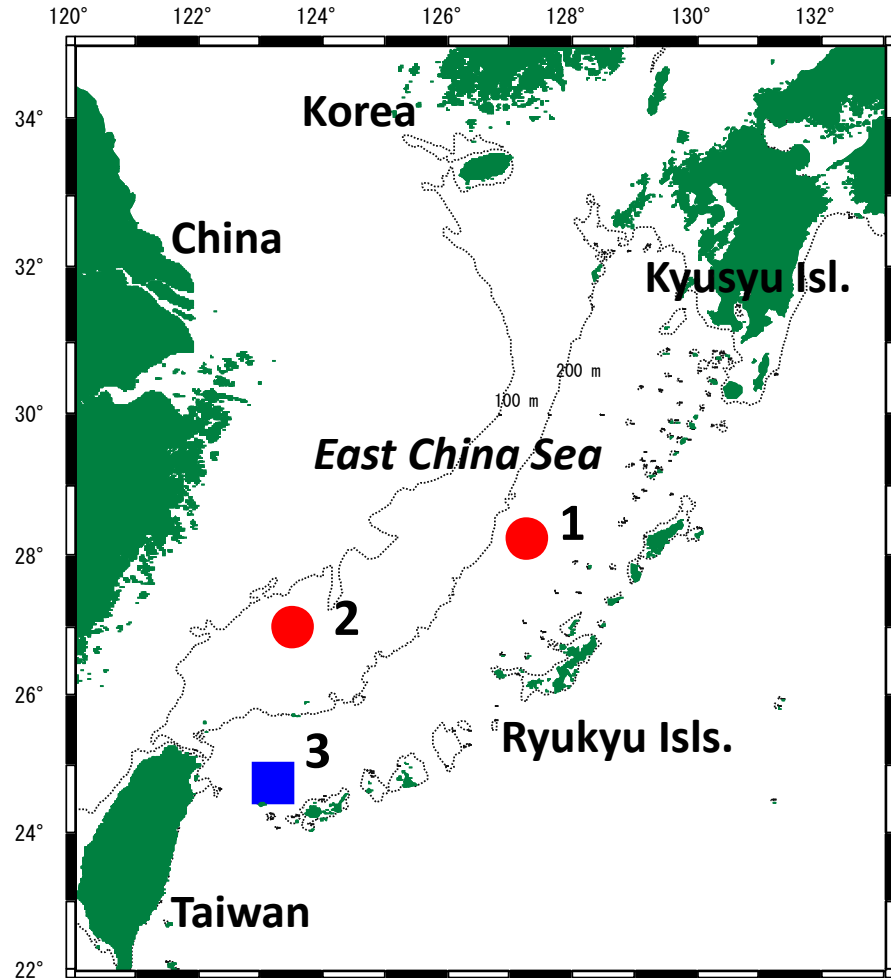 120° 122° 124° 126° 128° 130° 132°
34°
Korea
China
32°
Kyusyu Isl.
200 m
100 m
30°
East China Sea
1
28°
2
26°
Ryukyu Isls.
3
24°
Taiwan
22°